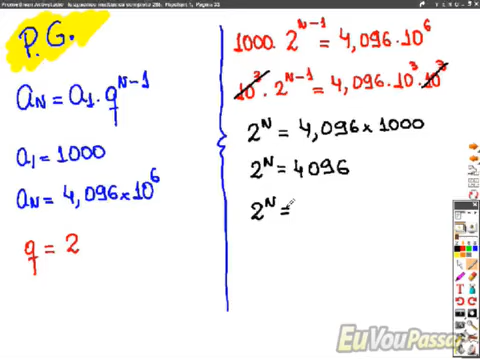 P.G.
aN = a1 . q^N-1
a1 = 1000
aN = 4,096 x 10^6
q = 2
1000 . 2^N-1 = 4,096 . 10^6
10^3 . 2^N-1 = 4,096 . 10^3 . 10^3
2^N = 4,096 x 1000
2^N = 4096
2^N =
EuVouPassar